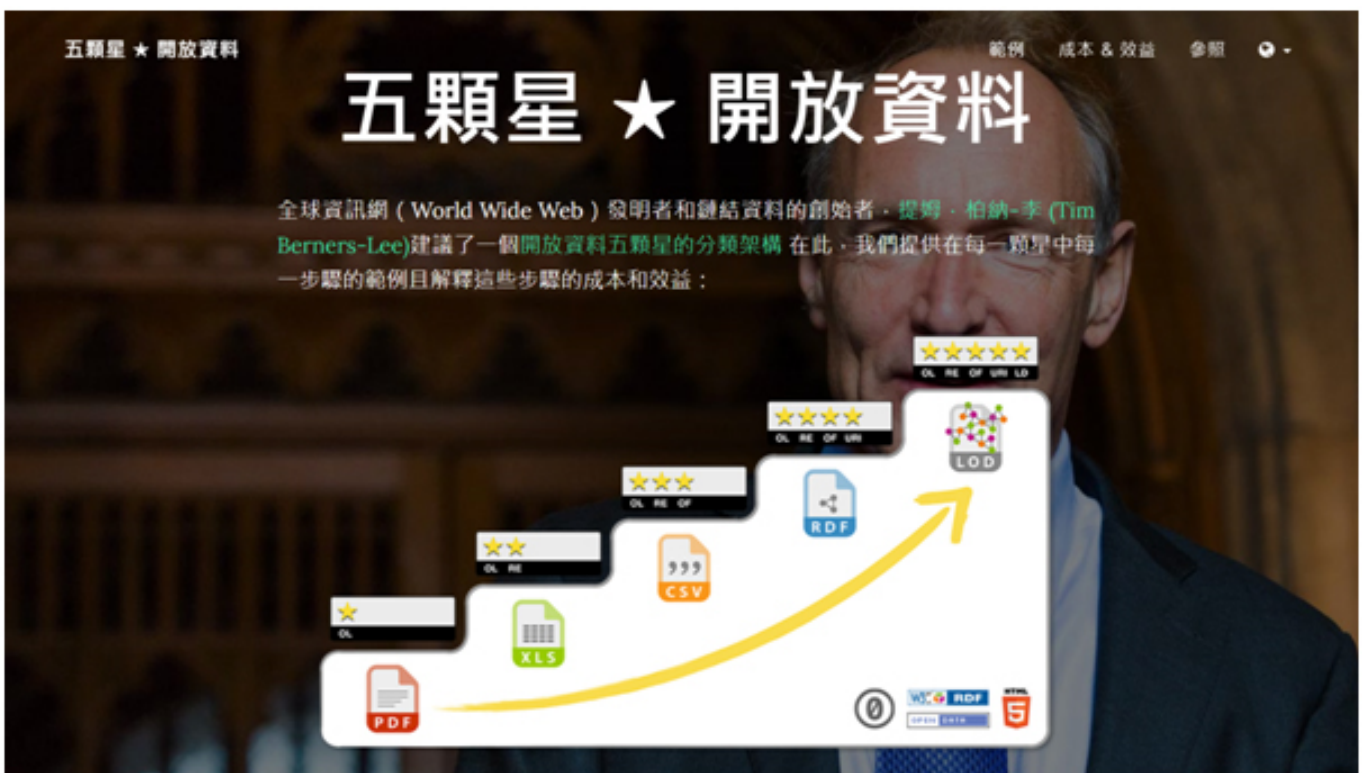 五顆星 ★ 開放資料
範例 成本 & 效益 參照
五顆星 ★ 開放資料
全球資訊網 ( World Wide Web ) 發明者和鏈結資料的創始者，提姆．柏納-李 (Tim
Berners-Lee)建議了一個開放資料五顆星的分類架構 在此，我們提供在每一顆星中每
一步驟的範例且解釋這些步驟的成本和效益：
OL RE OF URI LD
LOD
OL RE OF URI
RDF
OL RE OF
CSV
OL RE
XLS
OL
PDF
W3C RDF
OPEN DATA
HTML
5